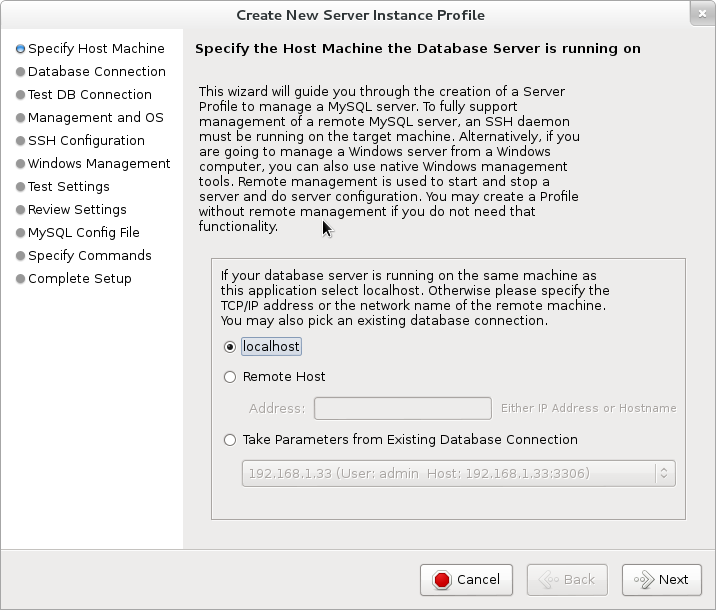 Create New Server Instance Profile
Specify Host Machine
Database Connection
Test DB Connection
Management and OS
SSH Configuration
Windows Management
Test Settings
Review Settings
MySQL Config File
Specify Commands
Complete Setup
Specify the Host Machine the Database Server is running on
This wizard will guide you through the creation of a Server
Profile to manage a MySQL server. To fully support
management of a remote MySQL server, an SSH daemon
must be running on the target machine. Alternatively, if you
are going to manage a Windows server from a Windows
computer, you can also use native Windows management
tools. Remote management is used to start and stop a
server and do server configuration. You may create a Profile
without remote management if you do not need that
functionality.
If your database server is running on the same machine as
this application select localhost. Otherwise please specify the
TCP/IP address or the network name of the remote machine.
You may also pick an existing database connection.
localhost
Remote Host
Address: Either IP Address or Hostname
Take Parameters from Existing Database Connection
192.168.1.33 (User: admin Host: 192.168.1.33:3306)
Cancel Back Next